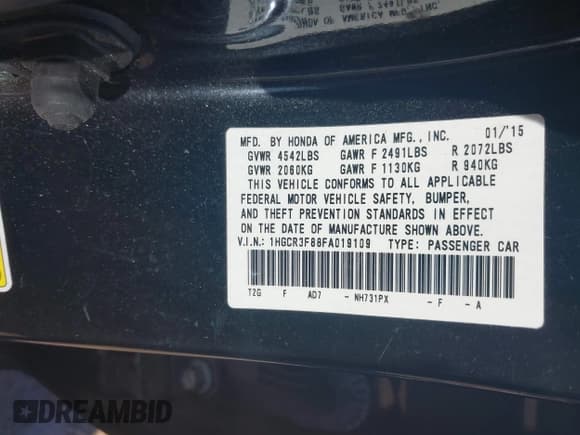 MFD. BY HONDA OF AMERICA MFG., INC. 01/'15
GVWR 4542LBS GAWR F 2491LBS R 2072LBS
GVWR 2060KG GAWR F 1130KG R 940KG
THIS VEHICLE CONFORMS TO ALL APPLICABLE
FEDERAL MOTOR VEHICLE SAFETY, BUMPER,
AND THEFT PREVENTION STANDARDS IN EFFECT
ON THE DATE OF MANUFACTURE SHOWN ABOVE.
V.I.N.: 1HGCR3F88FA019109 TYPE: PASSENGER CAR
T2G F AD7 - NH731PX - F - A
DREAMBID